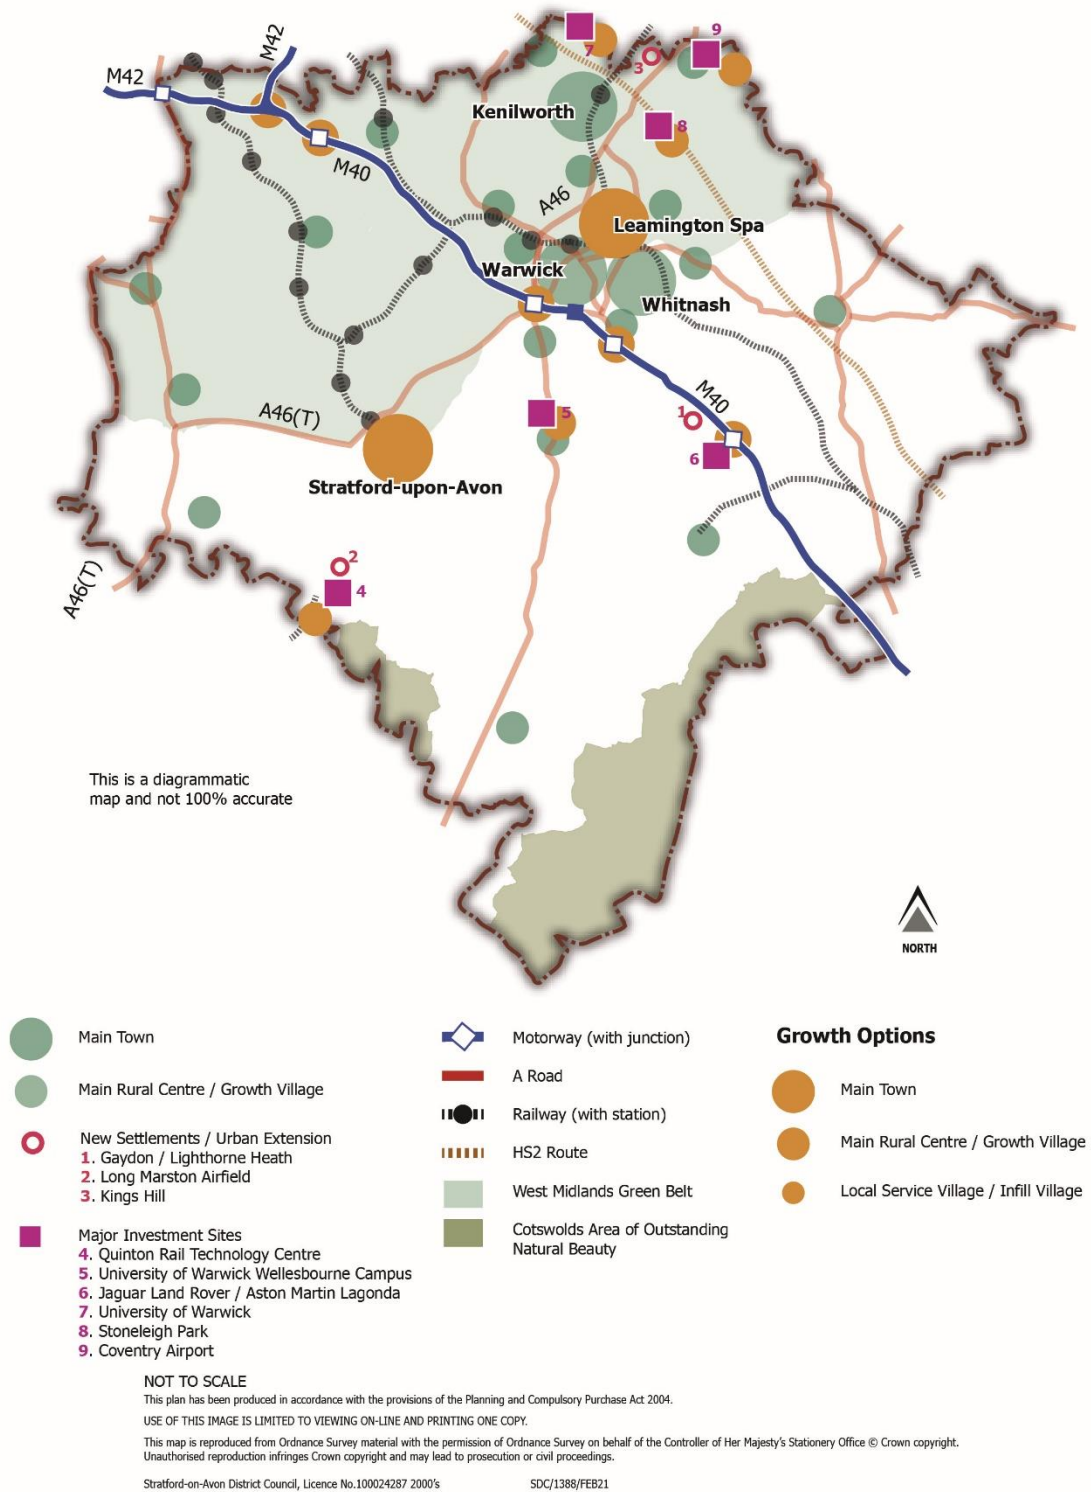 M42
M42
7
3
9
Kenilworth
8
M40
A46
Leamington Spa
Warwick
Whitnash
A46(T)
5
M40
1
6
Stratford-upon-Avon
A46(T)
2
4
This is a diagrammatic
map and not 100% accurate
NORTH
Main Town
Main Rural Centre / Growth Village
New Settlements / Urban Extension
1. Gaydon / Lighthorne Heath
2. Long Marston Airfield
3. Kings Hill
Major Investment Sites
4. Quinton Rail Technology Centre
5. University of Warwick Wellesbourne Campus
6. Jaguar Land Rover / Aston Martin Lagonda
7. University of Warwick
8. Stoneleigh Park
9. Coventry Airport
Motorway (with junction)
A Road
Railway (with station)
HS2 Route
West Midlands Green Belt
Cotswolds Area of Outstanding
Natural Beauty
Growth Options
Main Town
Main Rural Centre / Growth Village
Local Service Village / Infill Village
NOT TO SCALE
This plan has been produced in accordance with the provisions of the Planning and Compulsory Purchase Act 2004.
USE OF THIS IMAGE IS LIMITED TO VIEWING ON-LINE AND PRINTING ONE COPY.
This map is reproduced from Ordnance Survey material with the permission of Ordnance Survey on behalf of the Controller of Her Majesty's Stationery Office © Crown copyright.
Unauthorised reproduction infringes Crown copyright and may lead to prosecution or civil proceedings.
Stratford-on-Avon District Council, Licence No.100024287 2000's SDC/1388/FEB21